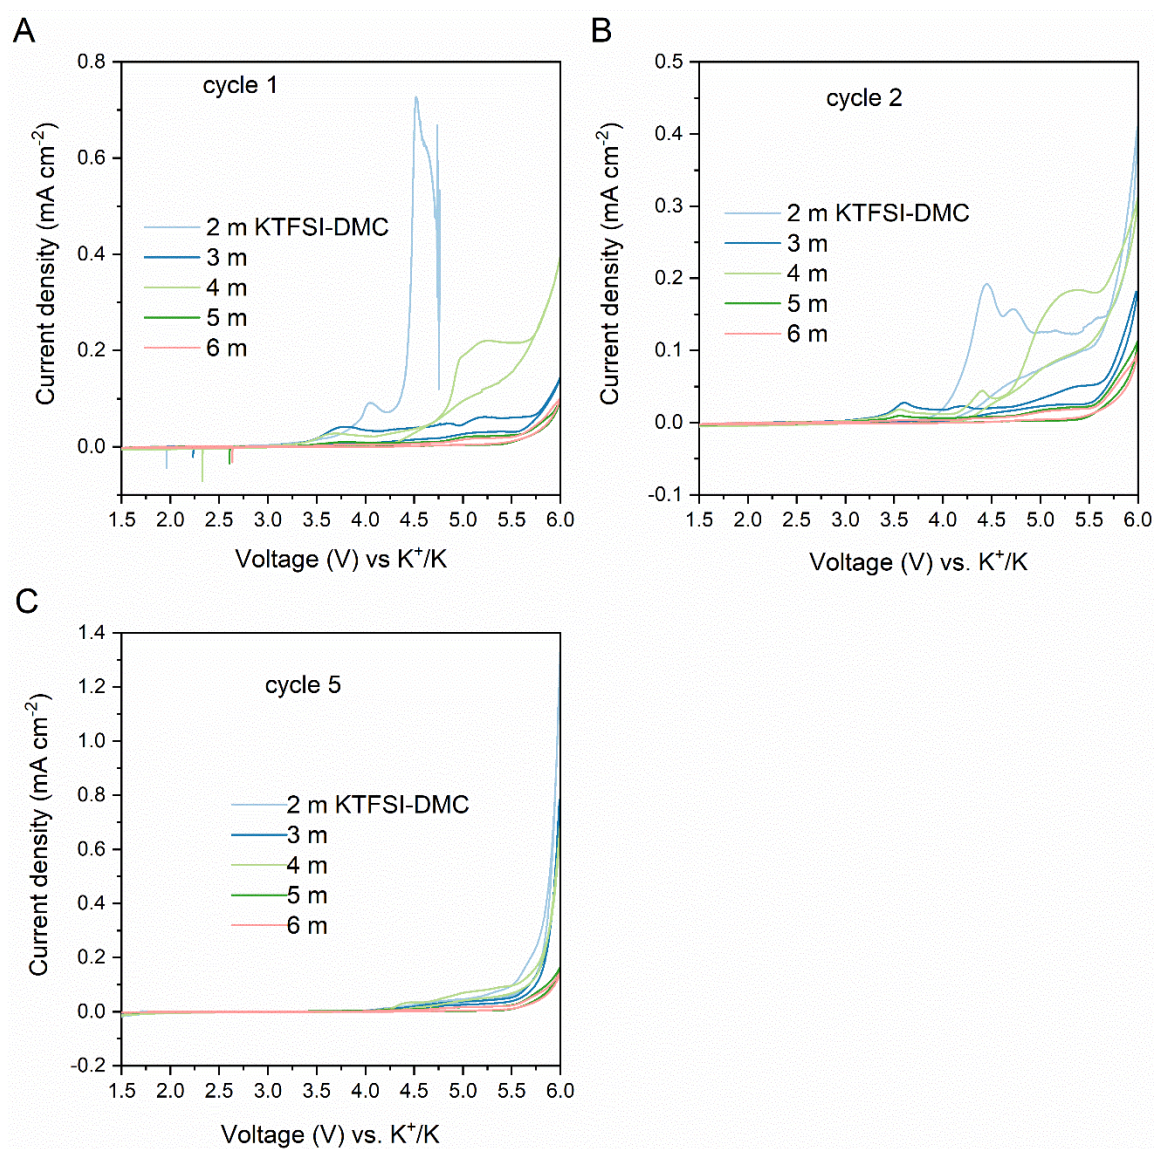 A
cycle 1
Current density (mA cm⁻²)
0.8
0.6
0.4
0.2
0.0
2 m KTFSI-DMC
3 m
4 m
5 m
6 m
1.5 2.0 2.5 3.0 3.5 4.0 4.5 5.0 5.5 6.0
Voltage (V) vs K⁺/K
B
cycle 2
Current density (mA cm⁻²)
0.5
0.4
0.3
0.2
0.1
0.0
-0.1
2 m KTFSI-DMC
3 m
4 m
5 m
6 m
1.5 2.0 2.5 3.0 3.5 4.0 4.5 5.0 5.5 6.0
Voltage (V) vs. K⁺/K
C
cycle 5
Current density (mA cm⁻²)
1.4
1.2
1.0
0.8
0.6
0.4
0.2
0.0
-0.2
2 m KTFSI-DMC
3 m
4 m
5 m
6 m
1.5 2.0 2.5 3.0 3.5 4.0 4.5 5.0 5.5 6.0
Voltage (V) vs. K⁺/K